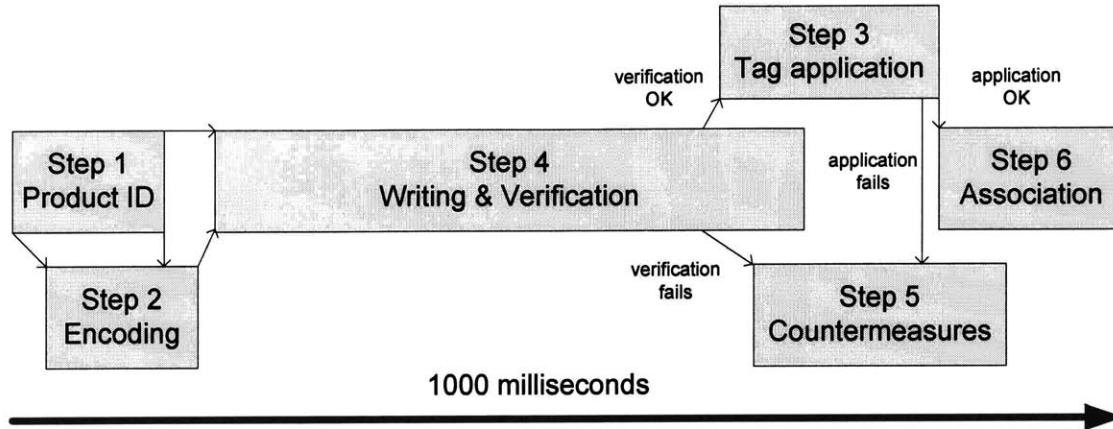 Step 3
Tag application
verification
OK
application
OK
Step 1
Product ID
Step 4
Writing & Verification
application
fails
Step 6
Association
Step 2
Encoding
verification
fails
Step 5
Countermeasures
1000 milliseconds